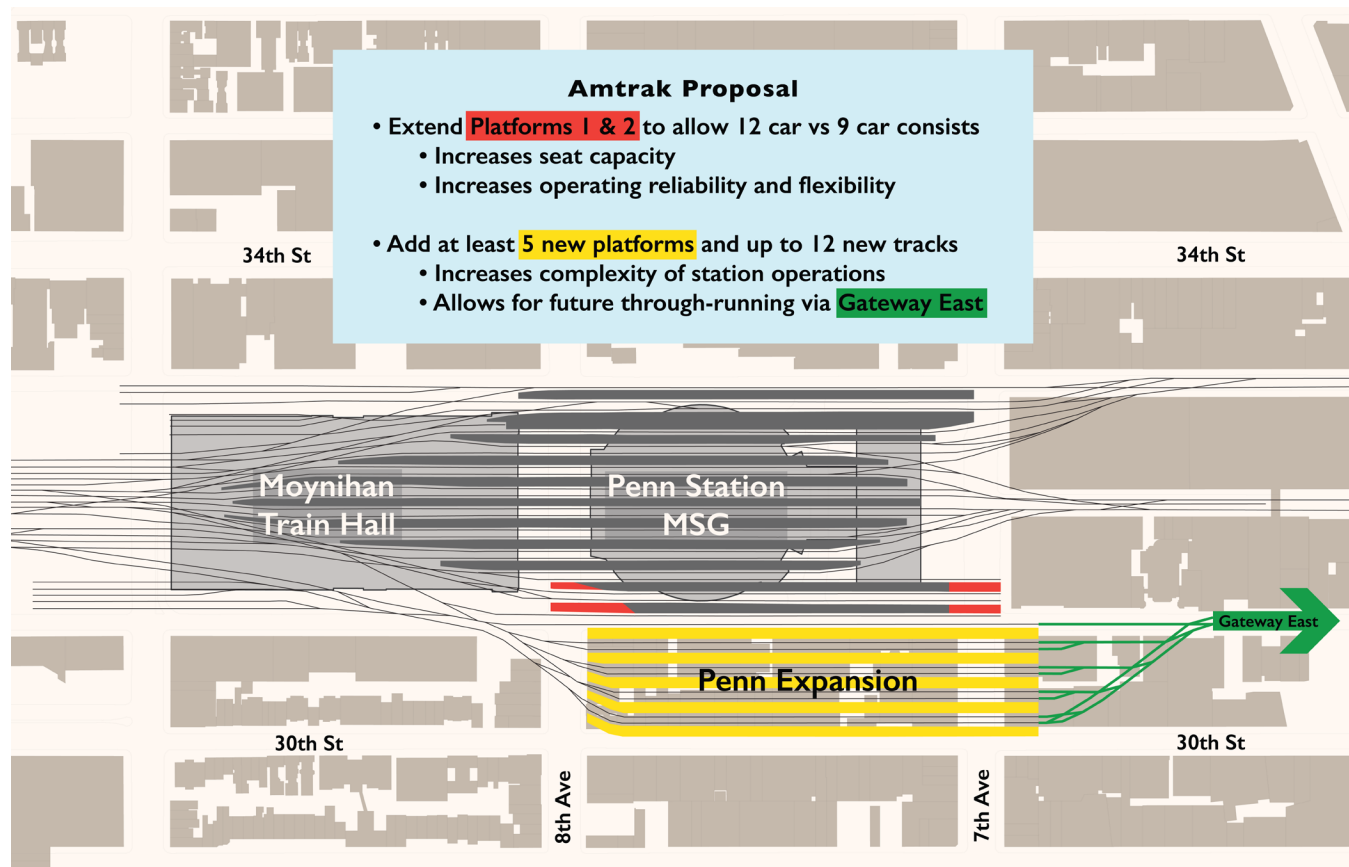 Amtrak Proposal
• Extend Platforms 1 & 2 to allow 12 car vs 9 car consists
• Increases seat capacity
• Increases operating reliability and flexibility
• Add at least 5 new platforms and up to 12 new tracks
• Increases complexity of station operations
• Allows for future through-running via Gateway East
34th St
34th St
Moynihan
Train Hall
Penn Station
MSG
Gateway East
Penn Expansion
30th St
30th St
8th Ave
7th Ave